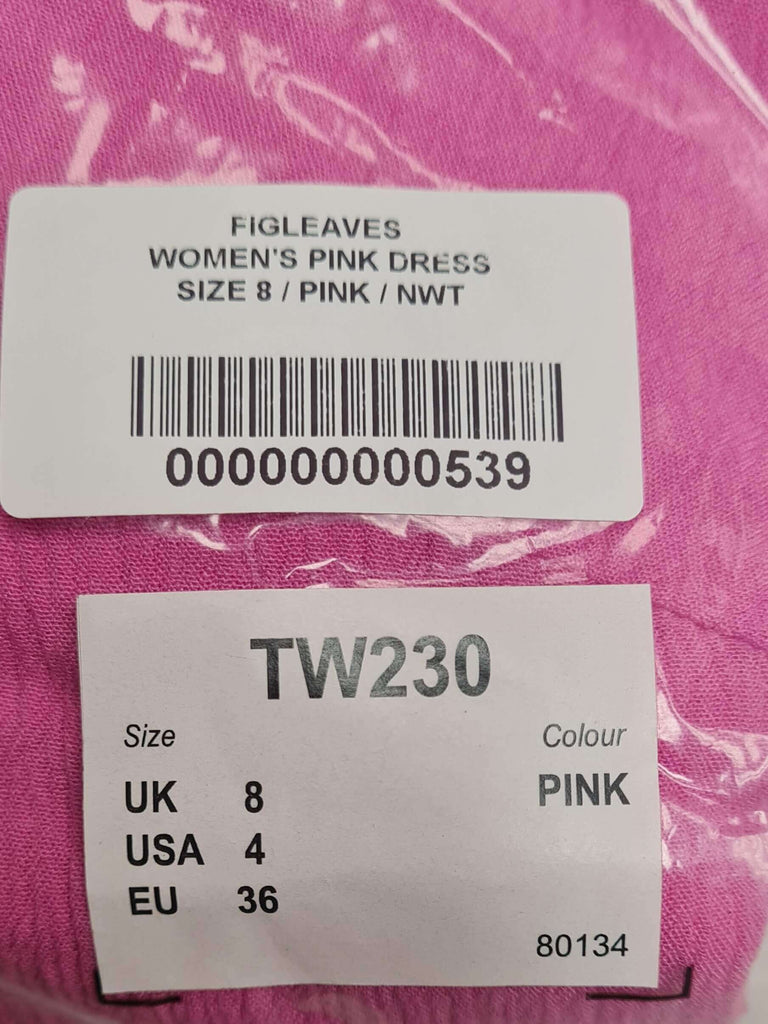 FIGLEAVES
WOMEN'S PINK DRESS
SIZE 8 / PINK / NWT
000000000539
TW230
Size Colour
UK 8 PINK
USA 4
EU 36
80134